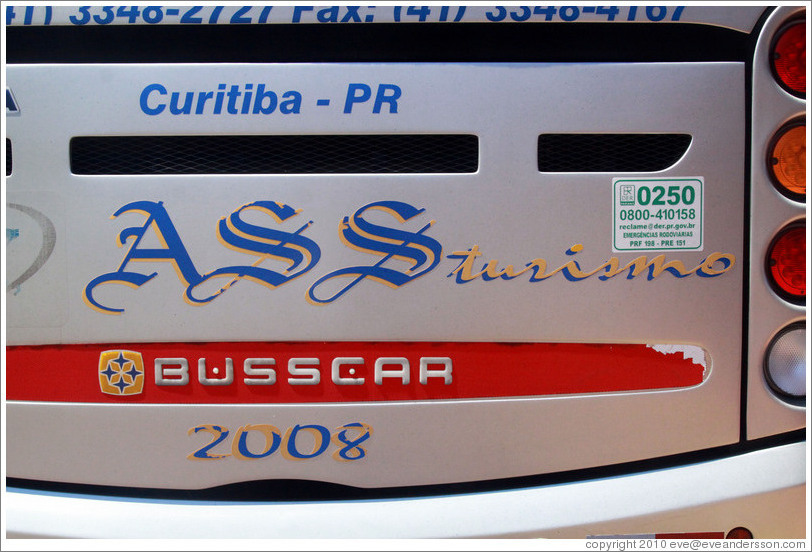 41) 3348-2727 Fax: (41) 3348-4167
Curitiba - PR
0250
0800-410158
reclame@der.pr.gov.br
EMERGÊNCIAS RODOVIÁRIAS
PRF 198 - PRE 151
ASS turismo
BUSSCAR
2008
copyright 2010 eve@eveandersson.com